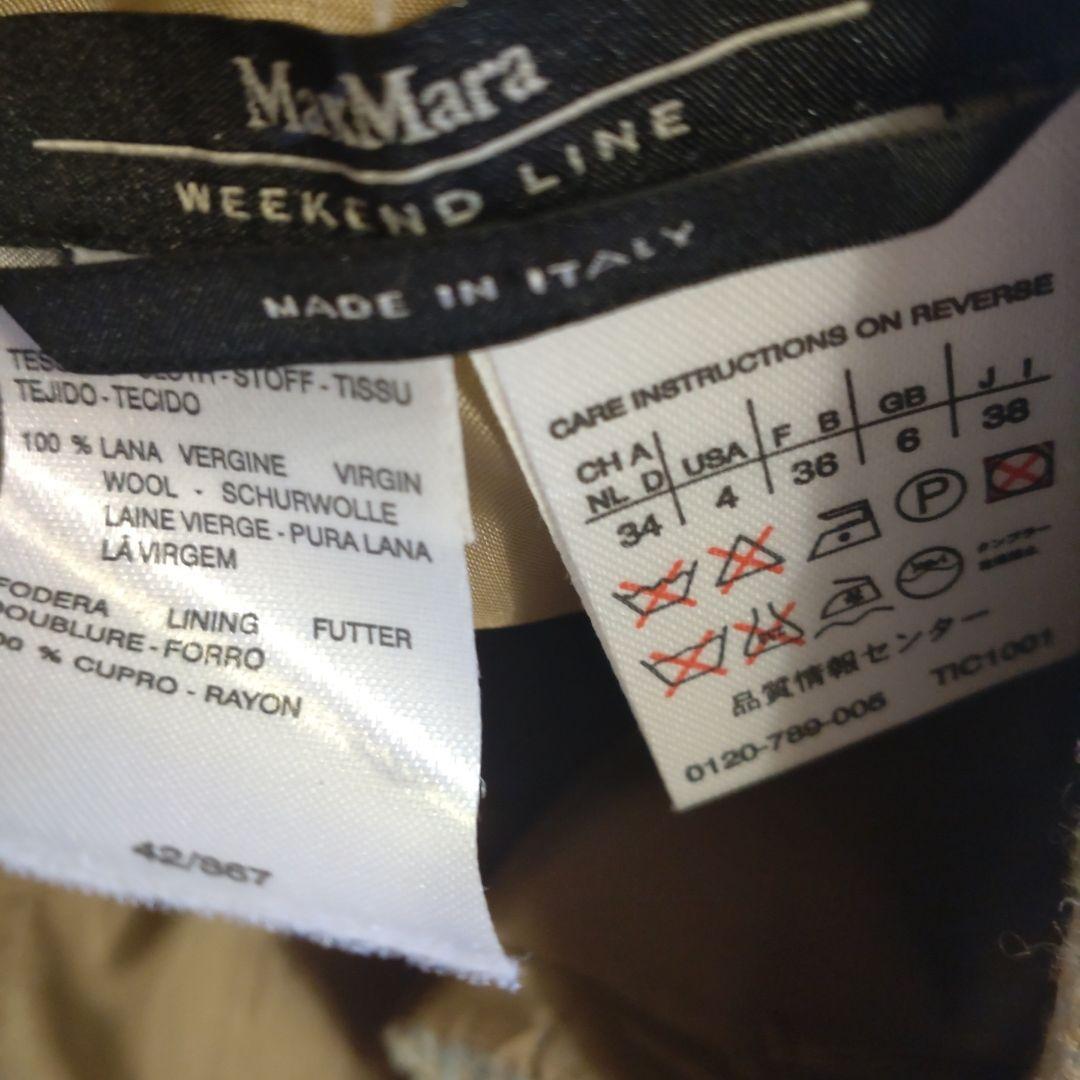 MaxMara
WEEKEND LINE
MADE IN ITALY
STOFF - TISSU
TEJIDO - TECIDO
100 % LANA VERGINE VIRGIN
WOOL - SCHURWOLLE
LAINE VIERGE - PURA LANA
LÃ VIRGEM
FODERA LINING FUTTER
DOUBLURE - FORRO
% CUPRO - RAYON
42/867
CARE INSTRUCTIONS ON REVERSE
CH A USA F B GB J I
NL D
34 4 36 6 38
P
品質情報センター
0120-789-005 TIC1001